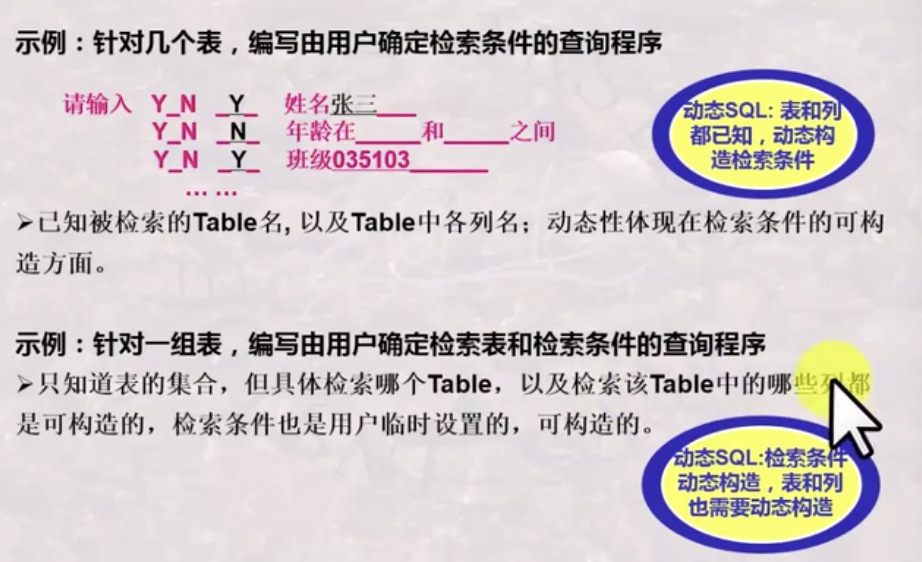 示例：针对几个表，编写由用户确定检索条件的查询程序
请输入 Y_N _Y_ 姓名张三___
Y_N _N_ 年龄在_____和_____之间
Y_N _Y_ 班级035103______
... ...
动态SQL: 表和列
都已知，动态构
造检索条件
➢已知被检索的Table名, 以及Table中各列名；动态性体现在检索条件的可构
造方面。
示例：针对一组表，编写由用户确定检索表和检索条件的查询程序
➢只知道表的集合，但具体检索哪个Table，以及检索该Table中的哪些列都
是可构造的，检索条件也是用户临时设置的，可构造的。
动态SQL:检索条件
动态构造，表和列
也需要动态构造